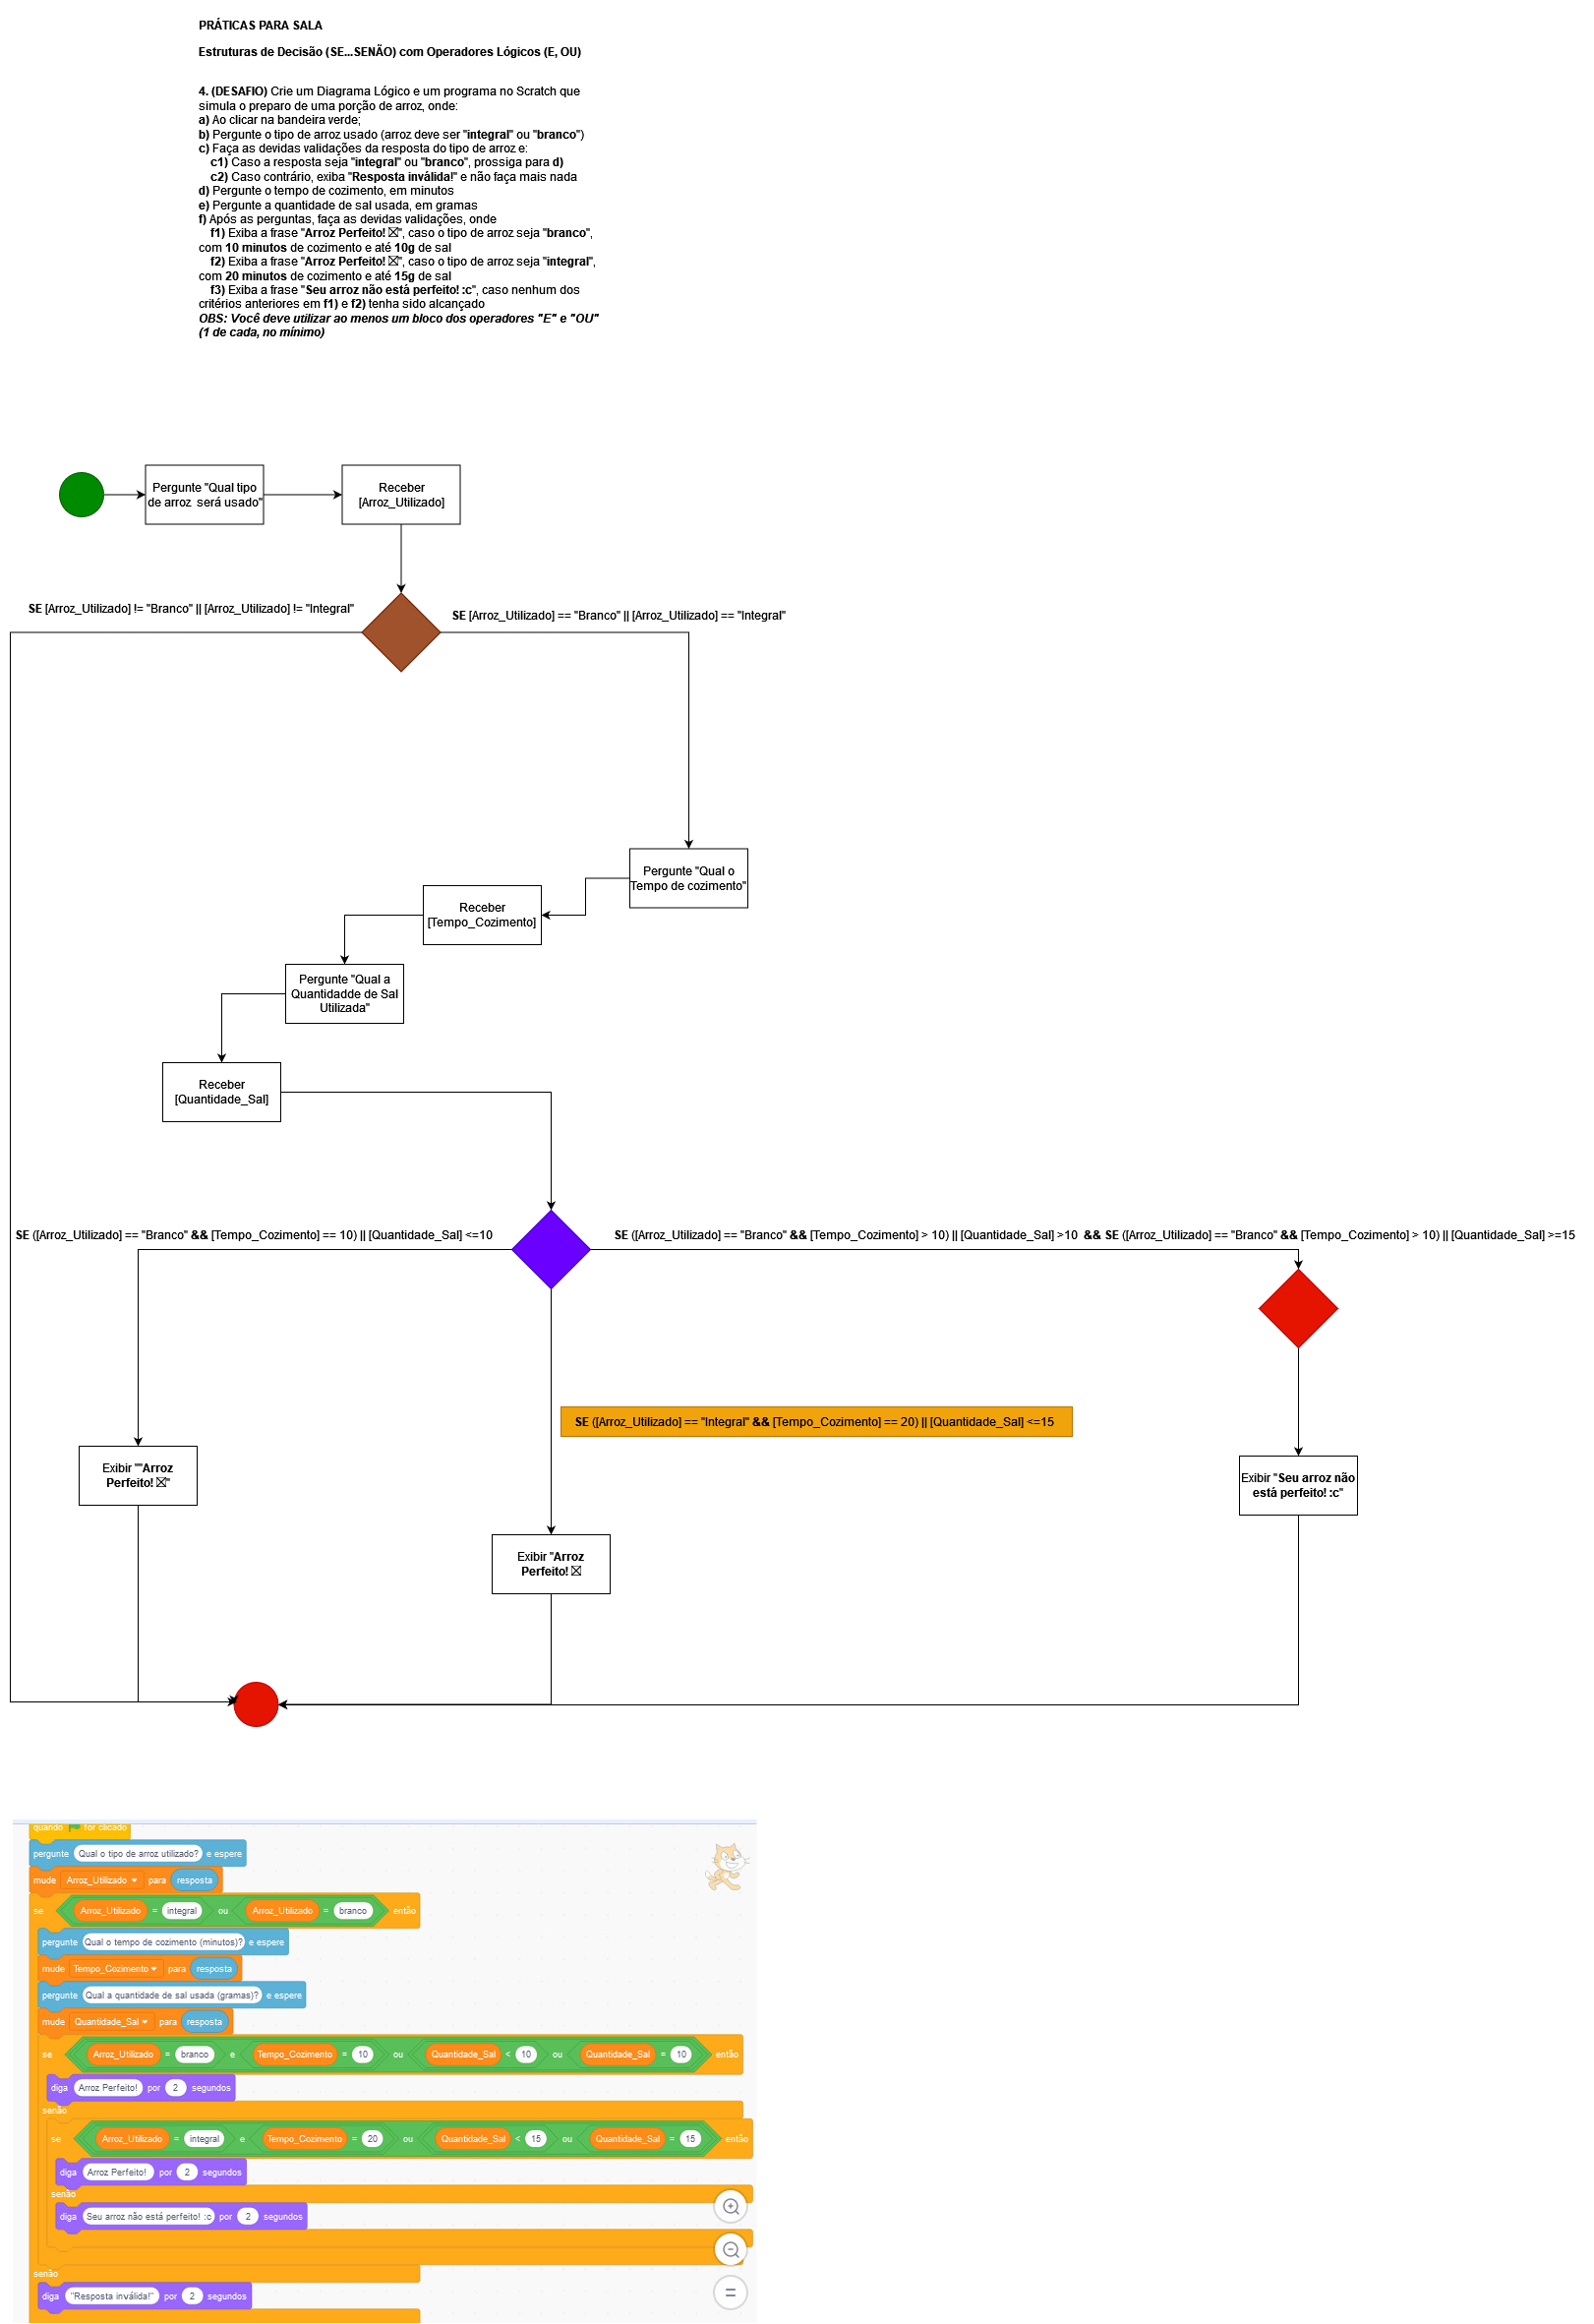 PRÁTICAS PARA SALA
Estruturas de Decisão (SE...SENÃO) com Operadores Lógicos (E, OU)
4. (DESAFIO) Crie um Diagrama Lógico e um programa no Scratch que
simula o preparo de uma porção de arroz, onde:
a) Ao clicar na bandeira verde;
b) Pergunte o tipo de arroz usado (arroz deve ser "integral" ou "branco")
c) Faça as devidas validações da resposta do tipo de arroz e:
c1) Caso a resposta seja "integral" ou "branco", prossiga para d)
c2) Caso contrário, exiba "Resposta inválida!" e não faça mais nada
d) Pergunte o tempo de cozimento, em minutos
e) Pergunte a quantidade de sal usada, em gramas
f) Após as perguntas, faça as devidas validações, onde
f1) Exiba a frase "Arroz Perfeito! ☒", caso o tipo de arroz seja "branco",
com 10 minutos de cozimento e até 10g de sal
f2) Exiba a frase "Arroz Perfeito! ☒", caso o tipo de arroz seja "integral",
com 20 minutos de cozimento e até 15g de sal
f3) Exiba a frase "Seu arroz não está perfeito! :c", caso nenhum dos
critérios anteriores em f1) e f2) tenha sido alcançado
OBS: Você deve utilizar ao menos um bloco dos operadores "E" e "OU"
(1 de cada, no mínimo)
Pergunte "Qual tipo
de arroz será usado"
Receber
[Arroz_Utilizado]
SE [Arroz_Utilizado] != "Branco" || [Arroz_Utilizado] != "Integral"
SE [Arroz_Utilizado] == "Branco" || [Arroz_Utilizado] == "Integral"
Pergunte "Qual o
Tempo de cozimento"
Receber
[Tempo_Cozimento]
Pergunte "Qual a
Quantidadde de Sal
Utilizada"
Receber
[Quantidade_Sal]
SE ([Arroz_Utilizado] == "Branco" && [Tempo_Cozimento] == 10) || [Quantidade_Sal] <=10
SE ([Arroz_Utilizado] == "Branco" && [Tempo_Cozimento] > 10) || [Quantidade_Sal] >10 && SE ([Arroz_Utilizado] == "Branco" && [Tempo_Cozimento] > 10) || [Quantidade_Sal] >=15
SE ([Arroz_Utilizado] == "Integral" && [Tempo_Cozimento] == 20) || [Quantidade_Sal] <=15
Exibir ""Arroz
Perfeito! ☒"
Exibir "Seu arroz não
está perfeito! :c"
Exibir "Arroz
Perfeito! ☒
quando for clicado
pergunte Qual o tipo de arroz utilizado? e espere
mude Arroz_Utilizado para resposta
se Arroz_Utilizado = integral ou Arroz_Utilizado = branco então
pergunte Qual o tempo de cozimento (minutos)? e espere
mude Tempo_Cozimento para resposta
pergunte Qual a quantidade de sal usada (gramas)? e espere
mude Quantidade_Sal para resposta
se Arroz_Utilizado = branco e Tempo_Cozimento = 10 ou Quantidade_Sal < 10 ou Quantidade_Sal = 10 então
diga Arroz Perfeito! por 2 segundos
senão
se Arroz_Utilizado = integral e Tempo_Cozimento = 20 ou Quantidade_Sal < 15 ou Quantidade_Sal = 15 então
diga Arroz Perfeito! por 2 segundos
senão
diga Seu arroz não está perfeito! :c por 2 segundos
senão
diga "Resposta inválida!" por 2 segundos